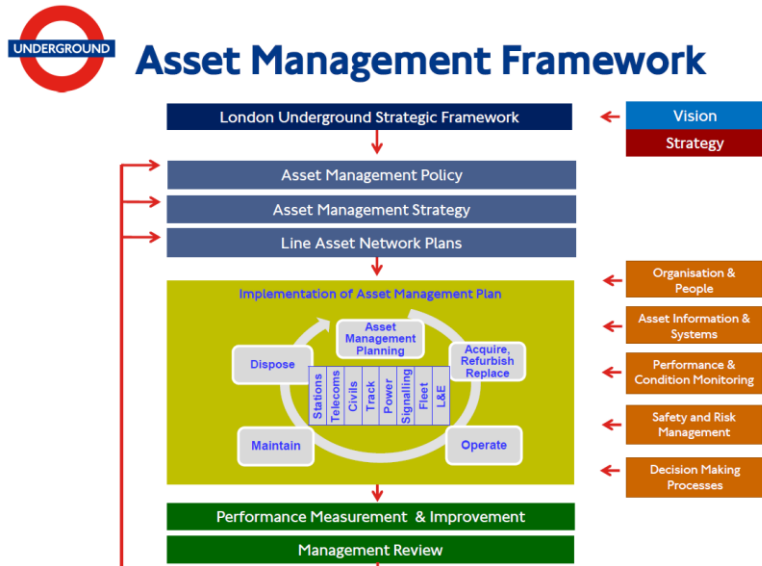 UNDERGROUND
Asset Management Framework
London Underground Strategic Framework
Vision
Strategy
Asset Management Policy
Asset Management Strategy
Line Asset Network Plans
Implementation of Asset Management Plan
Asset
Management
Planning
Acquire,
Refurbish
Replace
Operate
Maintain
Dispose
Stations
Telecoms
Civils
Track
Power
Signalling
Fleet
L&E
Organisation &
People
Asset Information &
Systems
Performance &
Condition Monitoring
Safety and Risk
Management
Decision Making
Processes
Performance Measurement & Improvement
Management Review